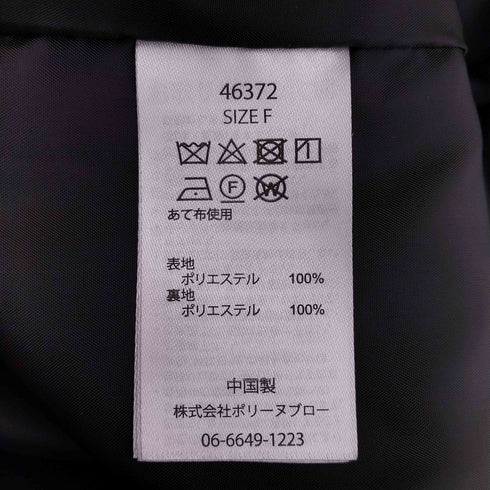 46372
SIZE F
F W
あて布使用
表地
ポリエステル 100%
裏地
ポリエステル 100%
中国製
株式会社ポリーヌブロー
06-6649-1223